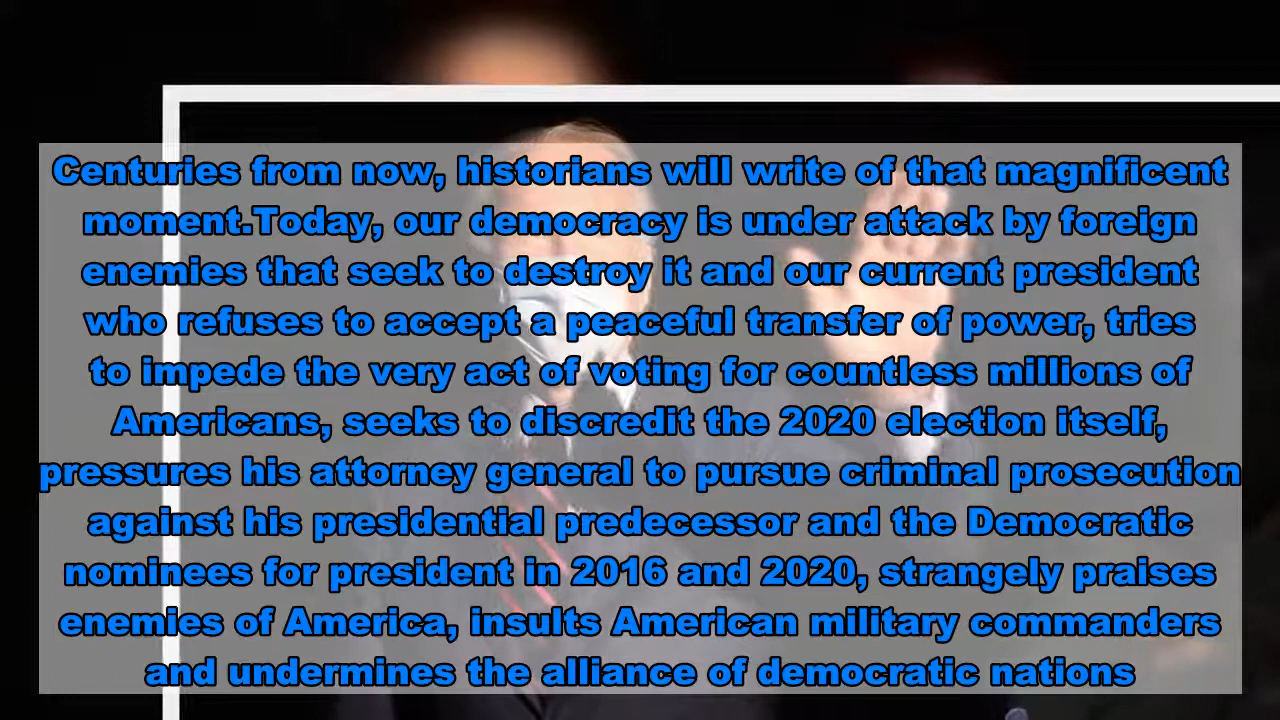 Centuries from now, historians will write of that magnificent
moment.Today, our democracy is under attack by foreign
enemies that seek to destroy it and our current president
who refuses to accept a peaceful transfer of power, tries
to impede the very act of voting for countless millions of
Americans, seeks to discredit the 2020 election itself,
pressures his attorney general to pursue criminal prosecution
against his presidential predecessor and the Democratic
nominees for president in 2016 and 2020, strangely praises
enemies of America, insults American military commanders
and undermines the alliance of democratic nations